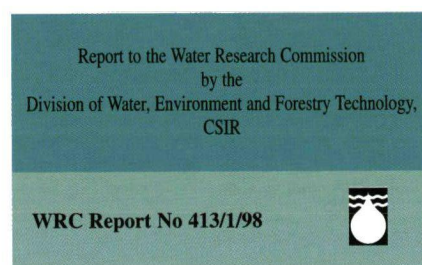 Report to the Water Research Commission
by the
Division of Water, Environment and Forestry Technology,
CSIR
WRC Report No 413/1/98